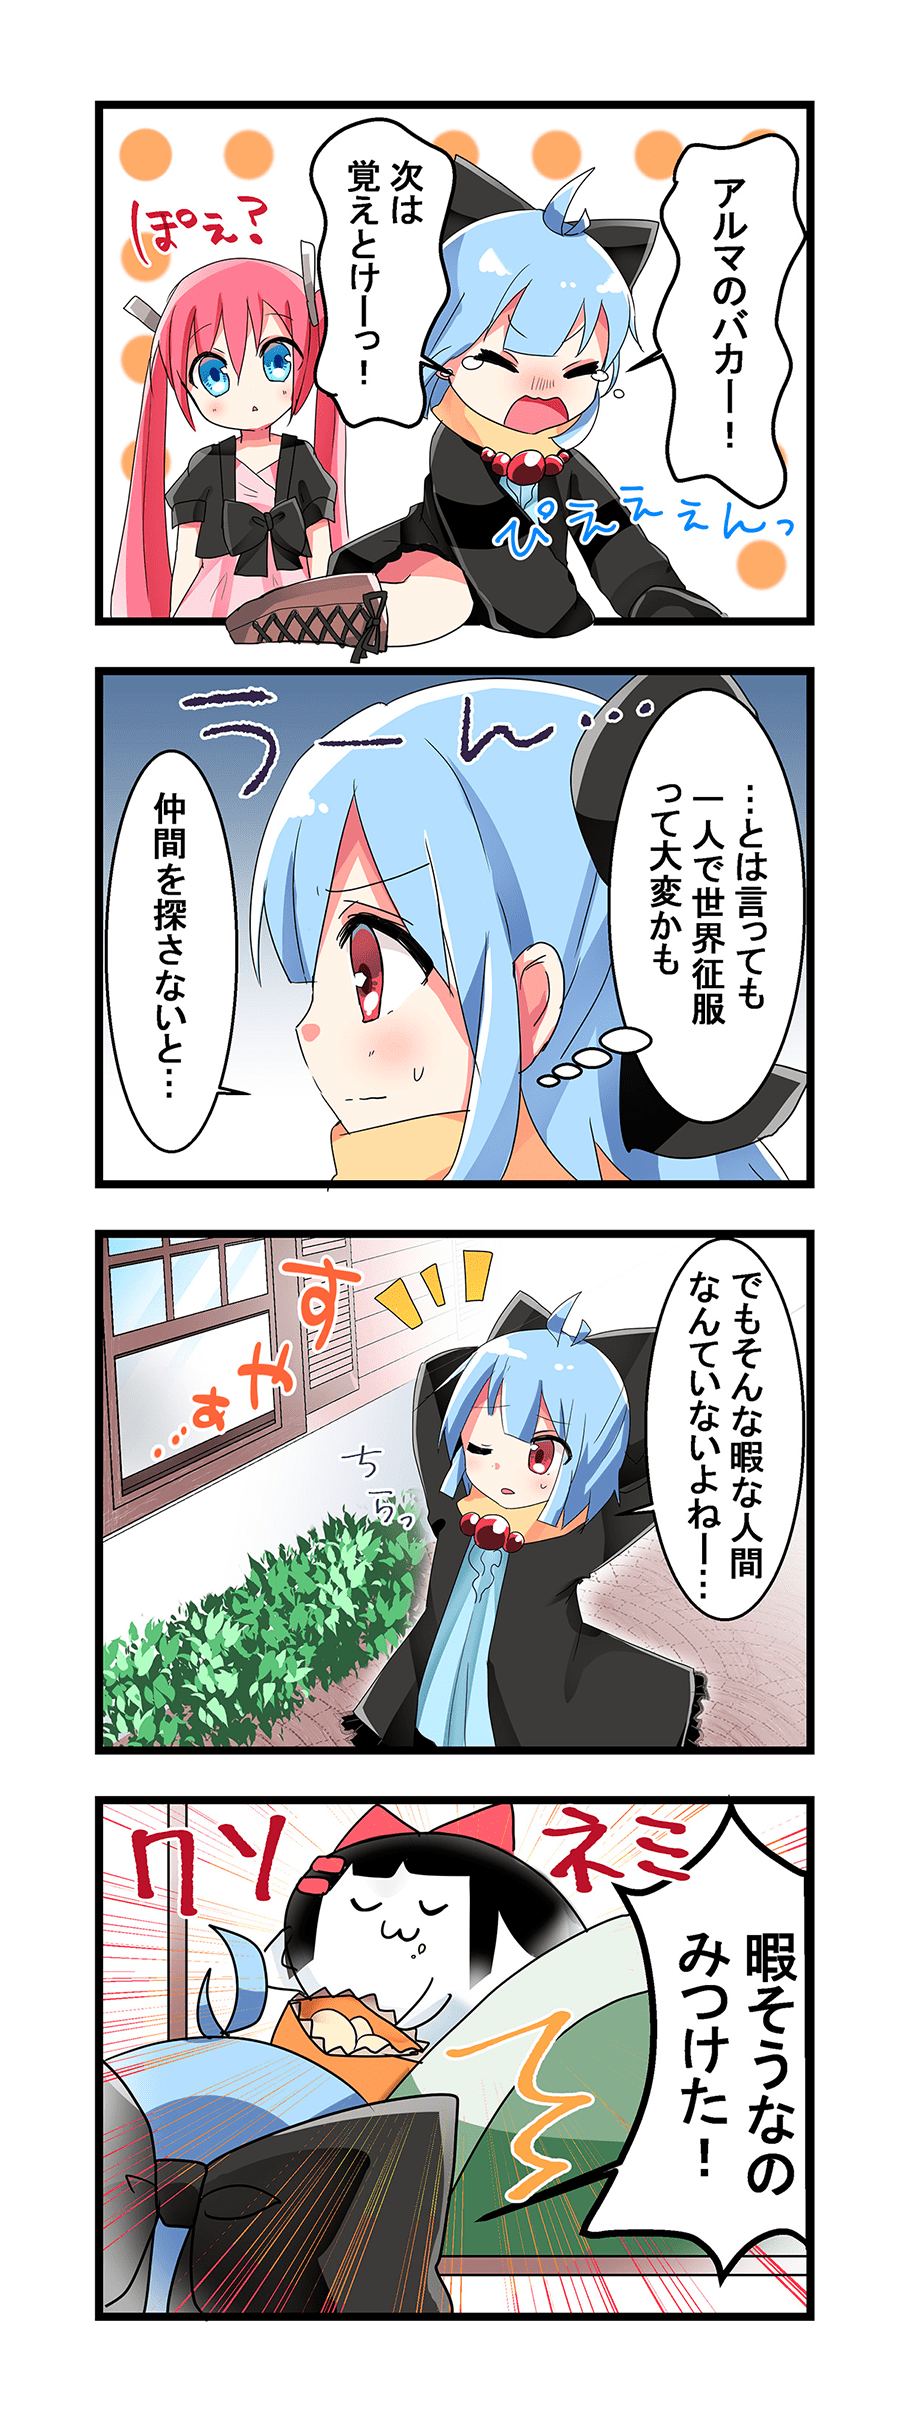 アルマのバカー！
次は
覚えとけーっ！
ぽぇ？
ぴえぇぇんっ
うーん…
…とは言っても
一人で世界征服
って大変かも
仲間を探さないと…
でもそんな暇な人間
なんていないよねー…
すやぁ…
ちらっ
暇そうなの
みつけた！
クソネミ